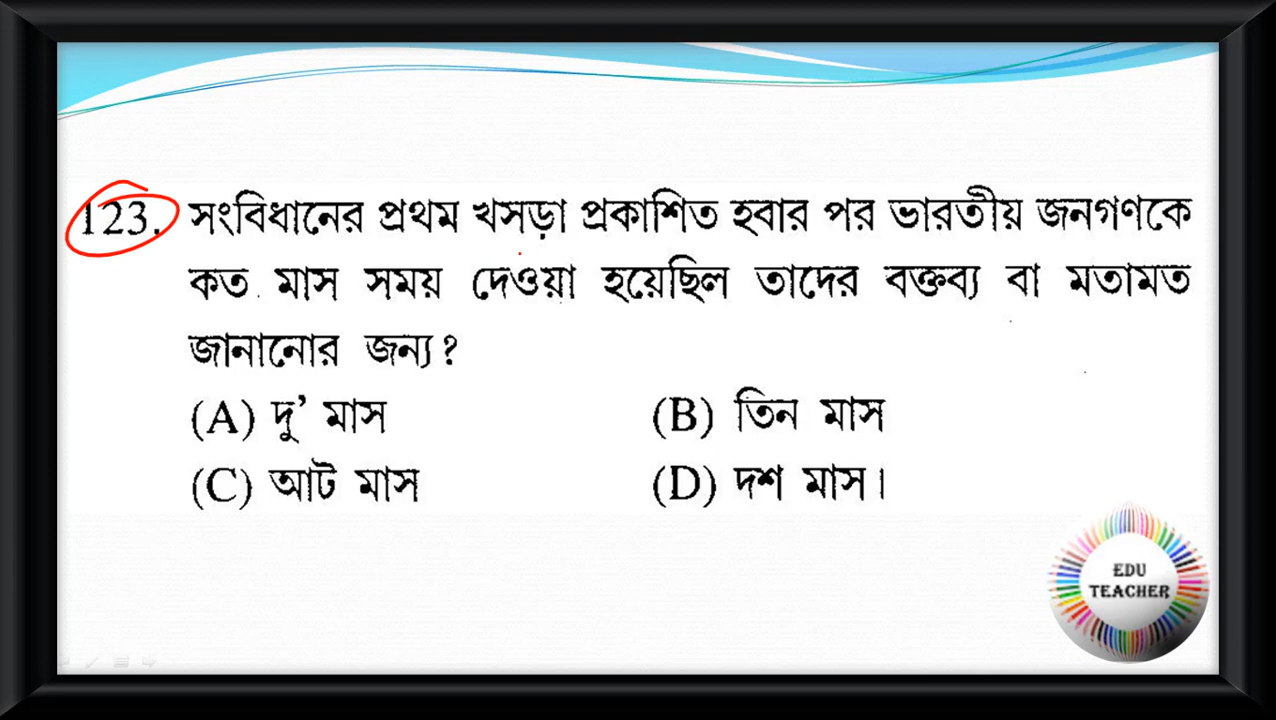 123. সংবিধানের প্রথম খসড়া প্রকাশিত হবার পর ভারতীয় জনগণকে
কত মাস সময় দেওয়া হয়েছিল তাদের বক্তব্য বা মতামত
জানানোর জন্য?
(A) দু’ মাস (B) তিন মাস
(C) আট মাস (D) দশ মাস।
EDU
TEACHER